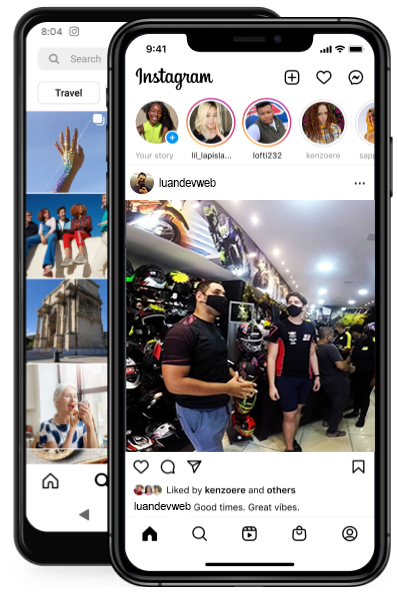 8:04
Search
Travel
9:41
Instagram
Your story
lil_lapisla...
lofti232
kenzoere
sapp
luandevweb
Liked by kenzoere and others
luandevweb Good times. Great vibes.